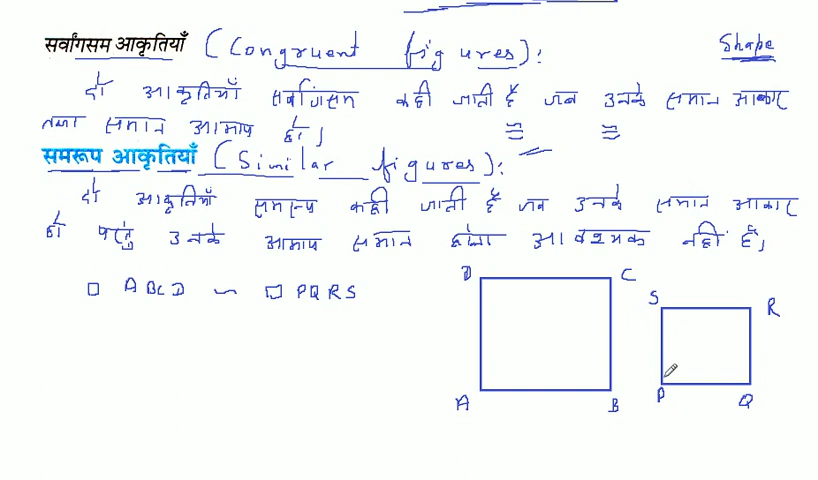 सर्वांगसम आकृतियाँ (Congruent figures): Shape
दो आकृतियाँ सर्वांगसम कही जाती हैं जब उनके समान आकार
तथा समान आमाप हों। ≅ ≅
समरूप आकृतियाँ (Similar figures):
दो आकृतियाँ समरूप कही जाती हैं जब उनके समान आकार
हों परंतु उनके आमाप समान होना आवश्यक नहीं है।
□ ABCD ~ □ PQRS
D C
S R
A B
P Q